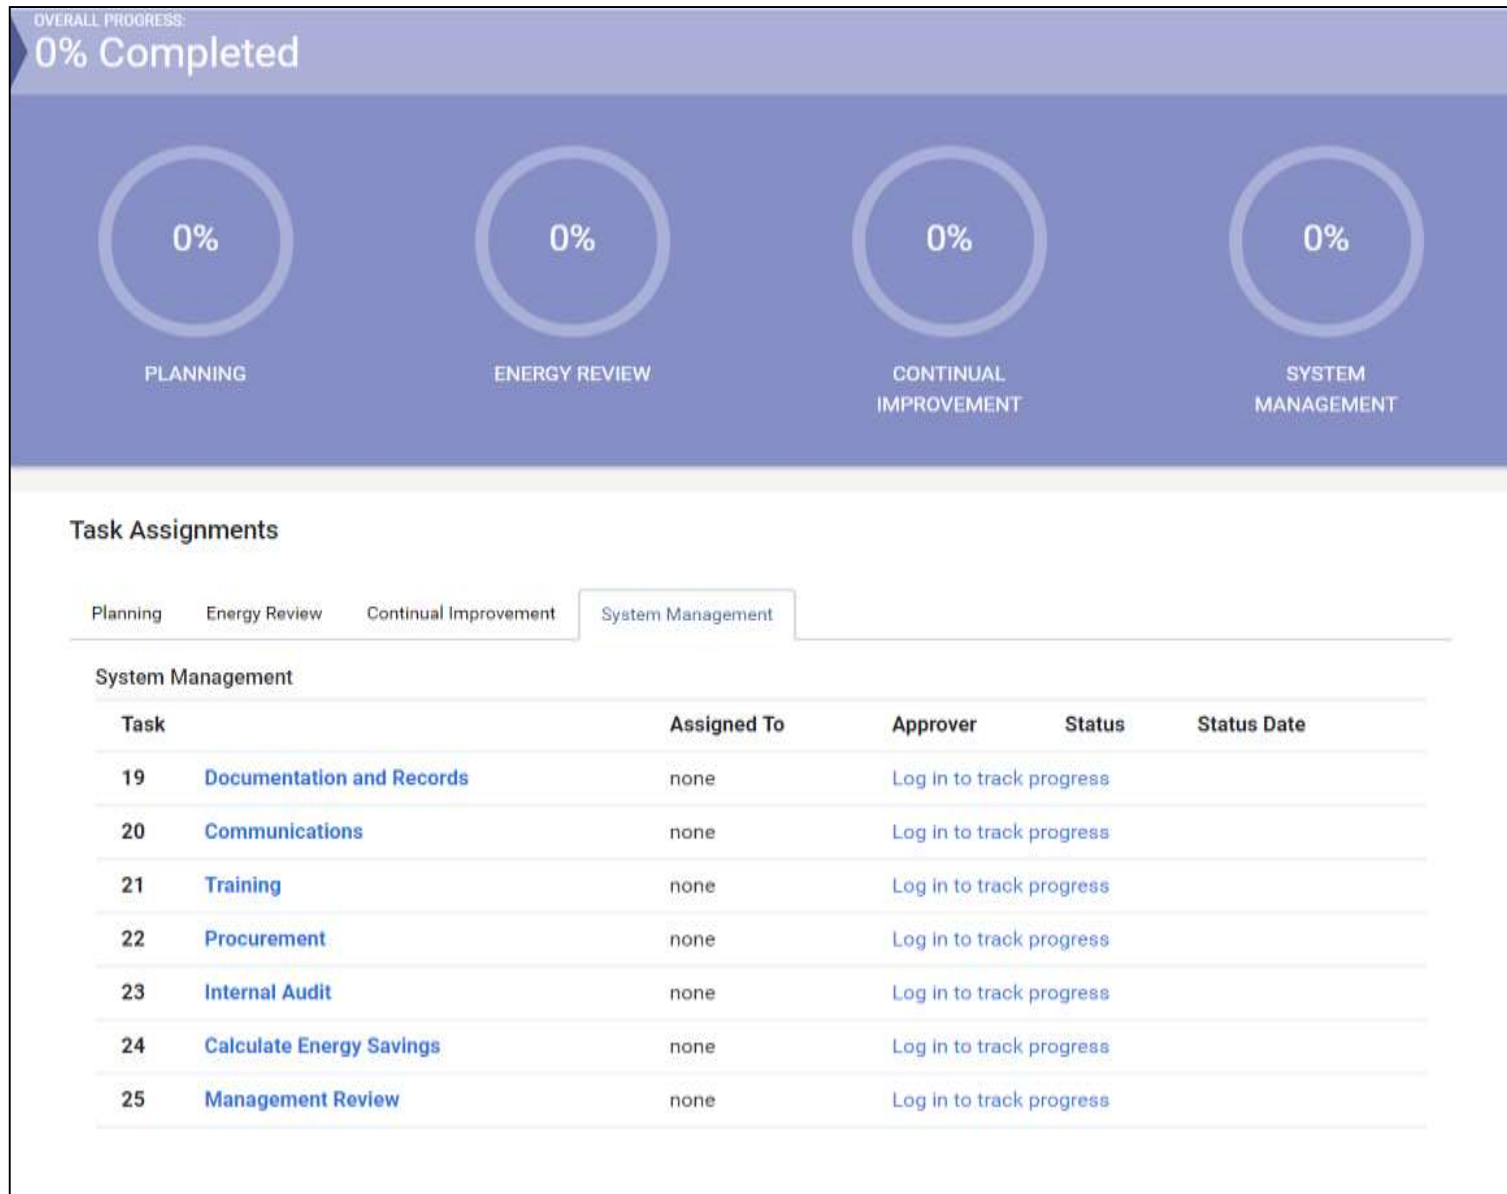 OVERALL PROGRESS:
0% Completed
0% 0% 0% 0%
PLANNING ENERGY REVIEW CONTINUAL SYSTEM
IMPROVEMENT MANAGEMENT
Task Assignments
Planning Energy Review Continual Improvement System Management
System Management
Task Assigned To Approver Status Status Date
19 Documentation and Records none Log in to track progress
20 Communications none Log in to track progress
21 Training none Log in to track progress
22 Procurement none Log in to track progress
23 Internal Audit none Log in to track progress
24 Calculate Energy Savings none Log in to track progress
25 Management Review none Log in to track progress